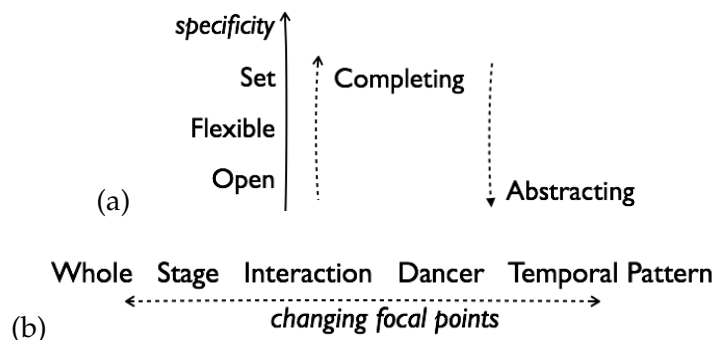 specificity
Set Completing
Flexible
Open
(a) Abstracting
Whole Stage Interaction Dancer Temporal Pattern
changing focal points
(b)